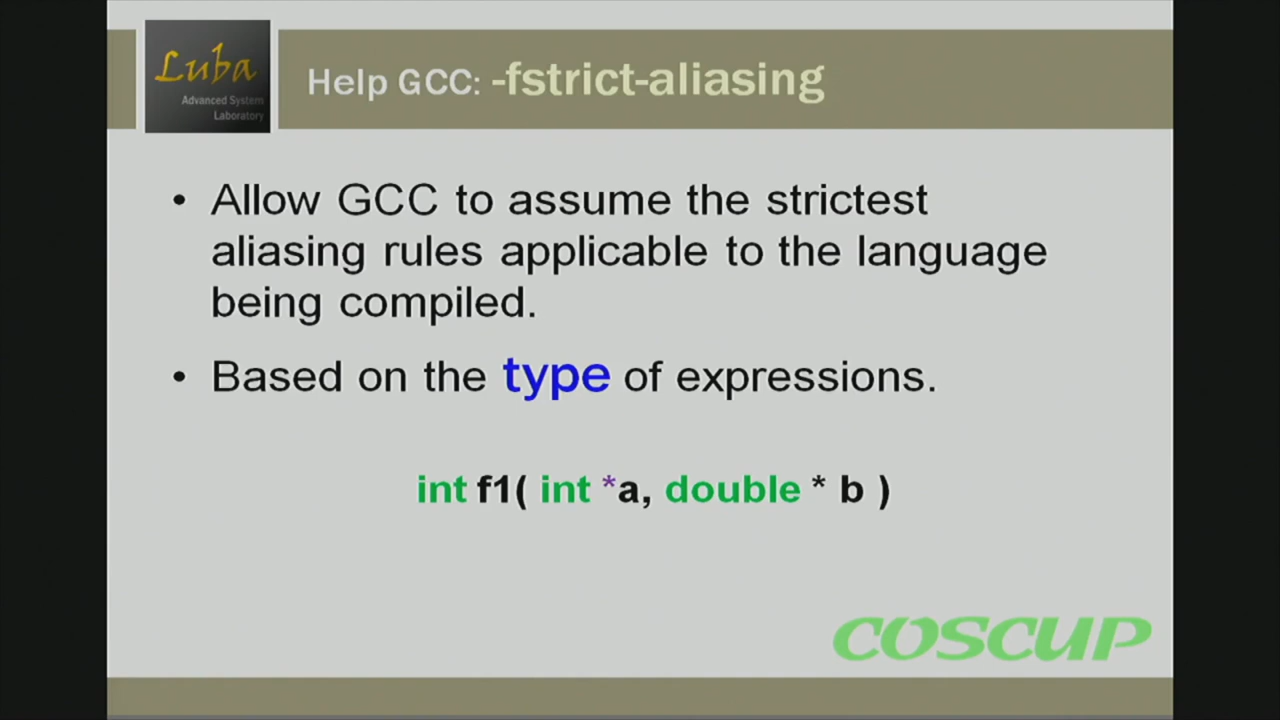 Luba
Advanced System
Laboratory
Help GCC: -fstrict-aliasing
• Allow GCC to assume the strictest
aliasing rules applicable to the language
being compiled.
• Based on the type of expressions.
int f1( int *a, double * b )
COSCUP